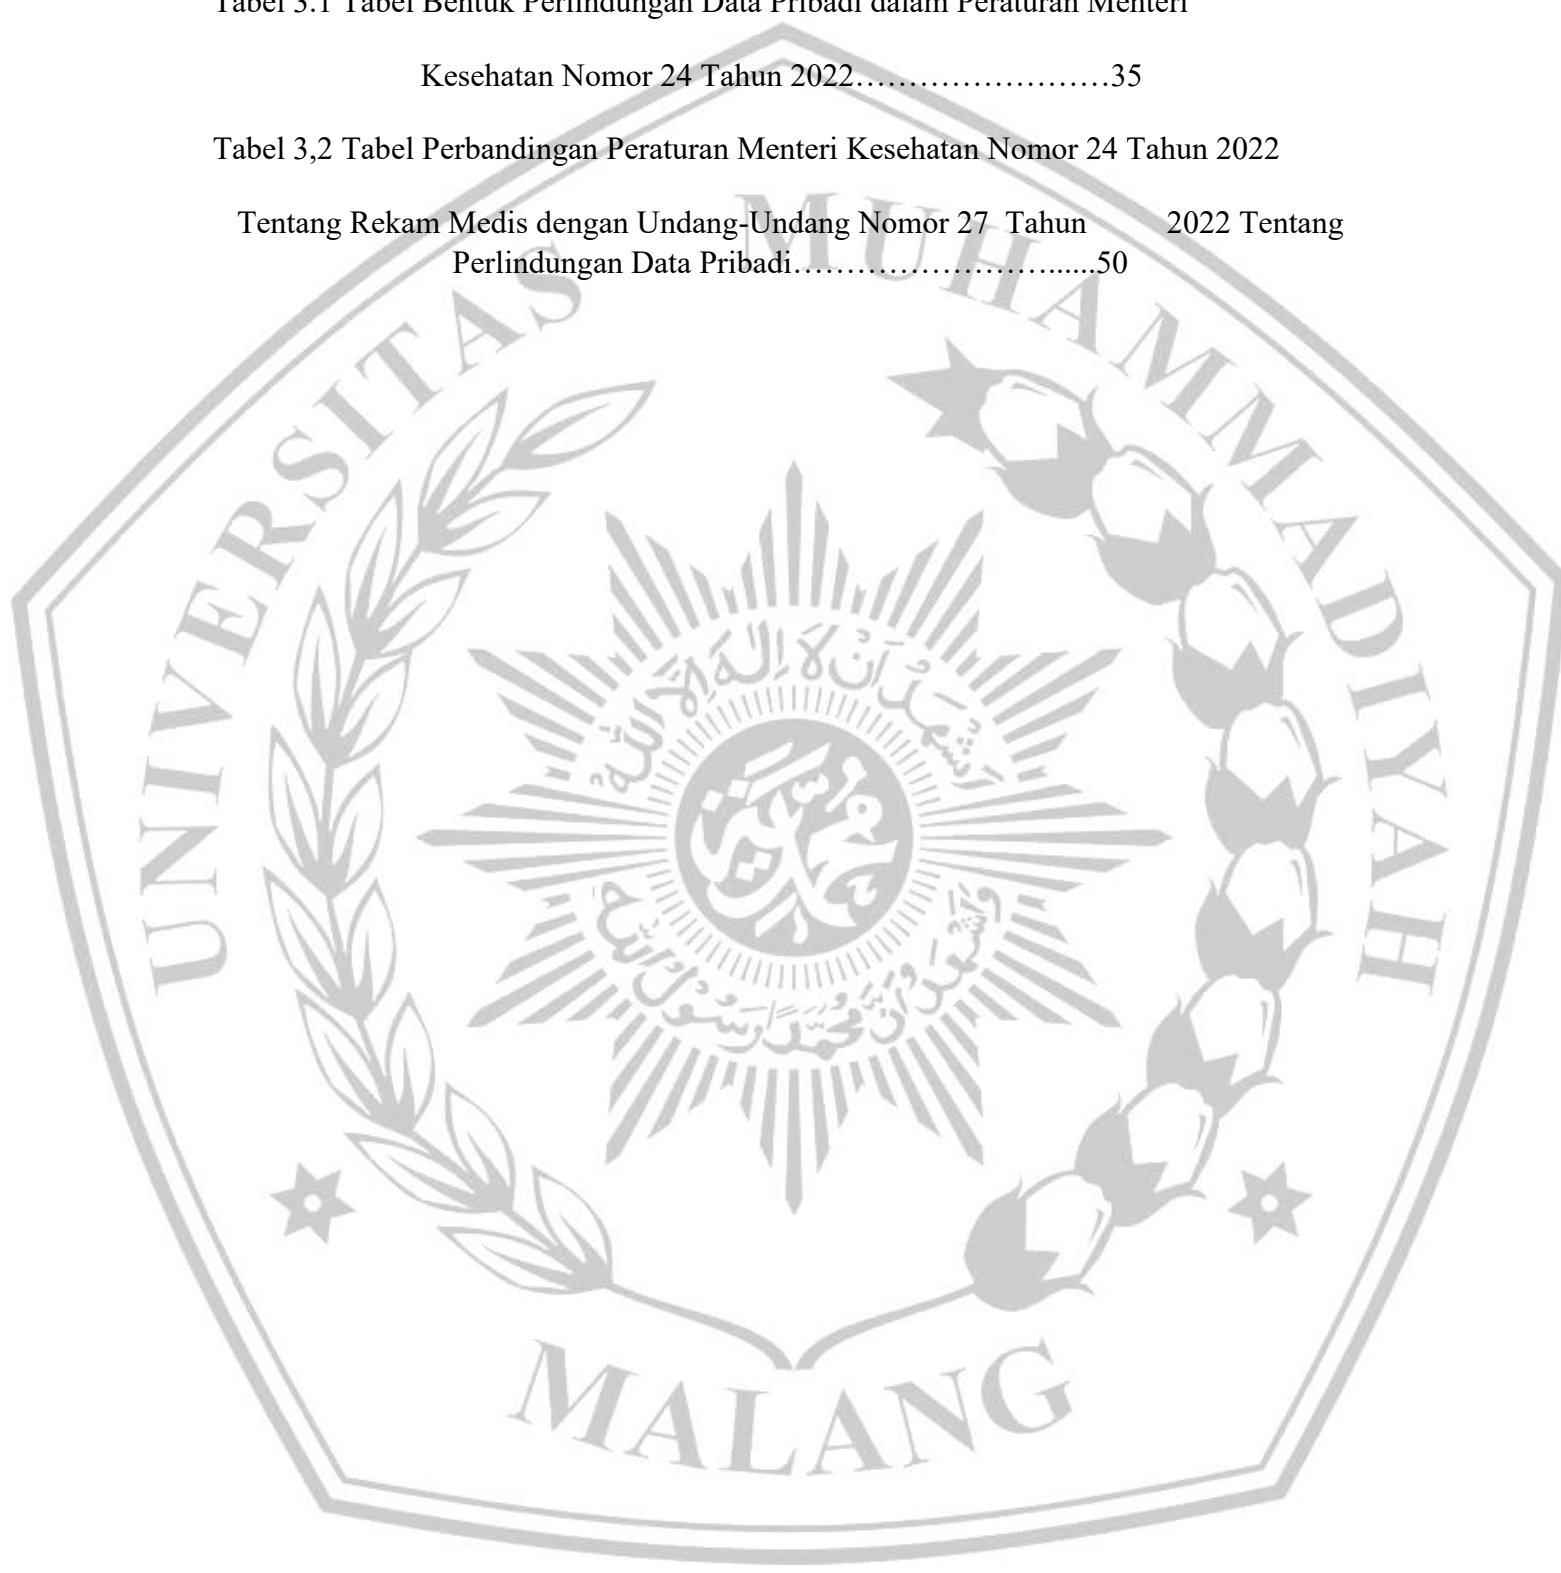 Tabel 3.1 Tabel Bentuk Perlindungan Data Pribadi dalam Peraturan Menteri
Kesehatan Nomor 24 Tahun 2022……………………35
Tabel 3,2 Tabel Perbandingan Peraturan Menteri Kesehatan Nomor 24 Tahun 2022
Tentang Rekam Medis dengan Undang-Undang Nomor 27 Tahun 2022 Tentang
Perlindungan Data Pribadi……………………......50
UNIVERSITAS MUHAMMADIYAH
MALANG